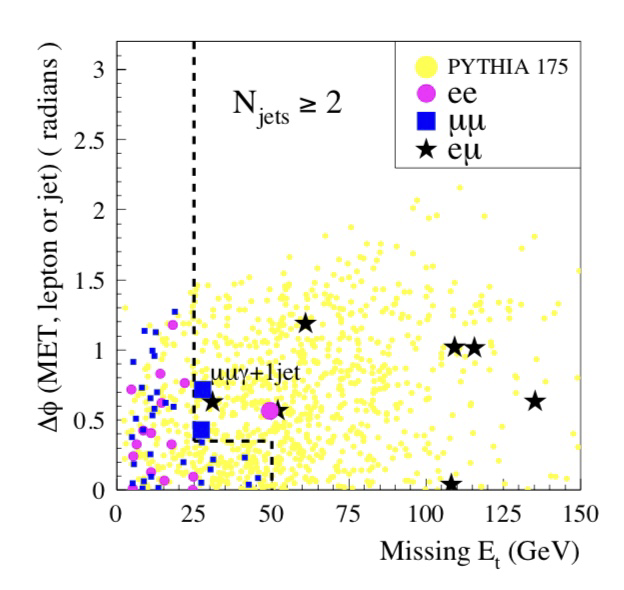 Δϕ (MET, lepton or jet) ( radians )
3
2.5
2
1.5
1
0.5
0
N_jets ≥ 2
PYTHIA 175
ee
μμ
eμ
μμγ+1jet
0 25 50 75 100 125 150
Missing E_t (GeV)